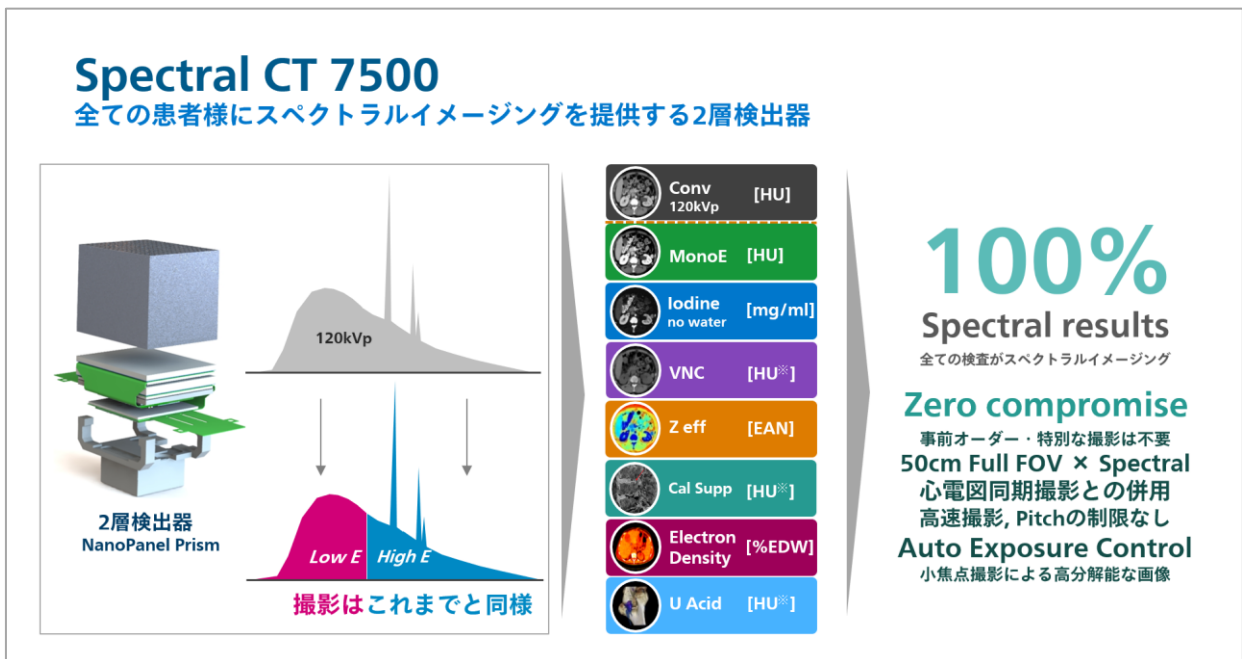 Spectral CT 7500
全ての患者様にスペクトラルイメージングを提供する2層検出器
2層検出器
NanoPanel Prism
120kVp
Low E
High E
撮影はこれまでと同様
Conv [HU]
120kVp
MonoE [HU]
Iodine [mg/ml]
no water
VNC [HU※]
Z eff [EAN]
Cal Supp [HU※]
Electron [%EDW]
Density
U Acid [HU※]
100%
Spectral results
全ての検査がスペクトラルイメージング
Zero compromise
事前オーダー・特別な撮影は不要
50cm Full FOV × Spectral
心電図同期撮影との併用
高速撮影, Pitchの制限なし
Auto Exposure Control
小焦点撮影による高分解能な画像